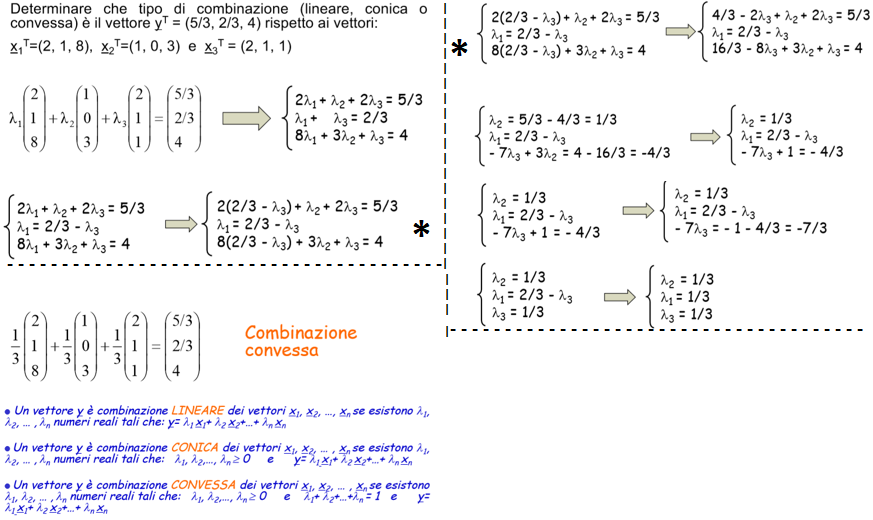 Determinare che tipo di combinazione (lineare, conica o
convessa) è il vettore y^T = (5/3, 2/3, 4) rispetto ai vettori:
x₁^T=(2, 1, 8), x₂^T=(1, 0, 3) e x₃^T = (2, 1, 1)
λ₁ (2 1 8) + λ₂ (1 0 3) + λ₃ (2 1 1) = (5/3 2/3 4)
2λ₁ + λ₂ + 2λ₃ = 5/3
λ₁ + λ₃ = 2/3
8λ₁ + 3λ₂ + λ₃ = 4
2λ₁ + λ₂ + 2λ₃ = 5/3
λ₁ = 2/3 - λ₃
8λ₁ + 3λ₂ + λ₃ = 4
2(2/3 - λ₃) + λ₂ + 2λ₃ = 5/3
λ₁ = 2/3 - λ₃
8(2/3 - λ₃) + 3λ₂ + λ₃ = 4
*
*
2(2/3 - λ₃) + λ₂ + 2λ₃ = 5/3
λ₁ = 2/3 - λ₃
8(2/3 - λ₃) + 3λ₂ + λ₃ = 4
4/3 - 2λ₃ + λ₂ + 2λ₃ = 5/3
λ₁ = 2/3 - λ₃
16/3 - 8λ₃ + 3λ₂ + λ₃ = 4
λ₂ = 5/3 - 4/3 = 1/3
λ₁ = 2/3 - λ₃
- 7λ₃ + 3λ₂ = 4 - 16/3 = -4/3
λ₂ = 1/3
λ₁ = 2/3 - λ₃
- 7λ₃ + 1 = - 4/3
λ₂ = 1/3
λ₁ = 2/3 - λ₃
- 7λ₃ + 1 = - 4/3
λ₂ = 1/3
λ₁ = 2/3 - λ₃
- 7λ₃ = - 1 - 4/3 = -7/3
λ₂ = 1/3
λ₁ = 2/3 - λ₃
λ₃ = 1/3
λ₂ = 1/3
λ₁ = 1/3
λ₃ = 1/3
1/3 (2 1 8) + 1/3 (1 0 3) + 1/3 (2 1 1) = (5/3 2/3 4)
Combinazione
convessa
• Un vettore y è combinazione LINEARE dei vettori x₁, x₂, ..., xₙ se esistono λ₁,
λ₂, ... , λₙ numeri reali tali che: y= λ₁ x₁+ λ₂ x₂+...+ λₙ xₙ
• Un vettore y è combinazione CONICA dei vettori x₁, x₂, ... , xₙ se esistono λ₁,
λ₂, ... , λₙ numeri reali tali che: λ₁, λ₂,..., λₙ ≥ 0 e y= λ₁ x₁+ λ₂ x₂+...+ λₙ xₙ
• Un vettore y è combinazione CONVESSA dei vettori x₁, x₂, ... , xₙ se esistono
λ₁, λ₂, ... , λₙ numeri reali tali che: λ₁, λ₂,..., λₙ ≥ 0 e λ₁+ λ₂+...+λₙ = 1 e y=
λ₁x₁+ λ₂ x₂+...+ λₙ xₙ